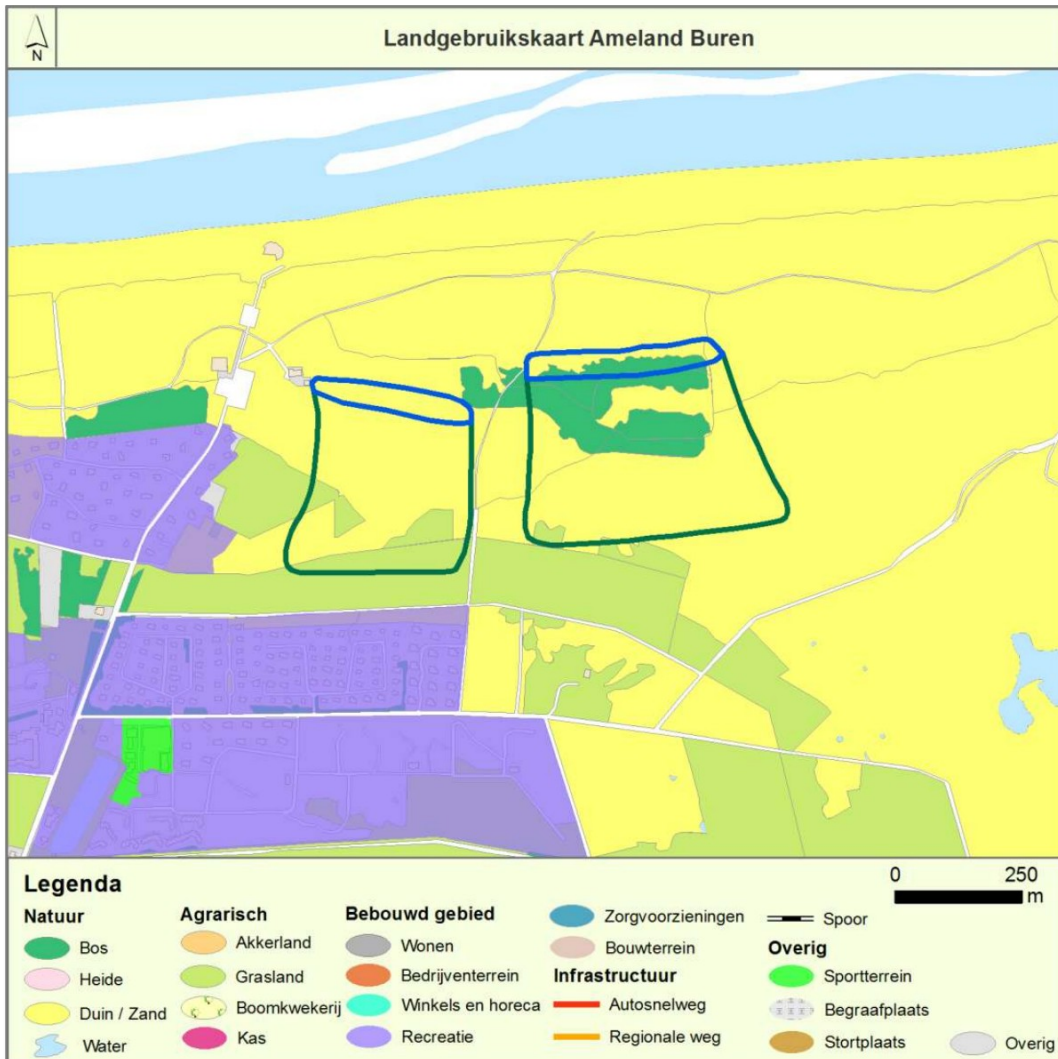 N
Landgebruikskaart Ameland Buren
Legenda
Natuur
Bos
Heide
Duin / Zand
Water
Agrarisch
Akkerland
Grasland
Boomkwekerij
Kas
Bebouwd gebied
Wonen
Bedrijventerrein
Winkels en horeca
Recreatie
Zorgvoorzieningen
Bouwterrein
Infrastructuur
Autosnelweg
Regionale weg
0 250
m
Spoor
Overig
Sportterrein
Begraafplaats
Stortplaats
Overig